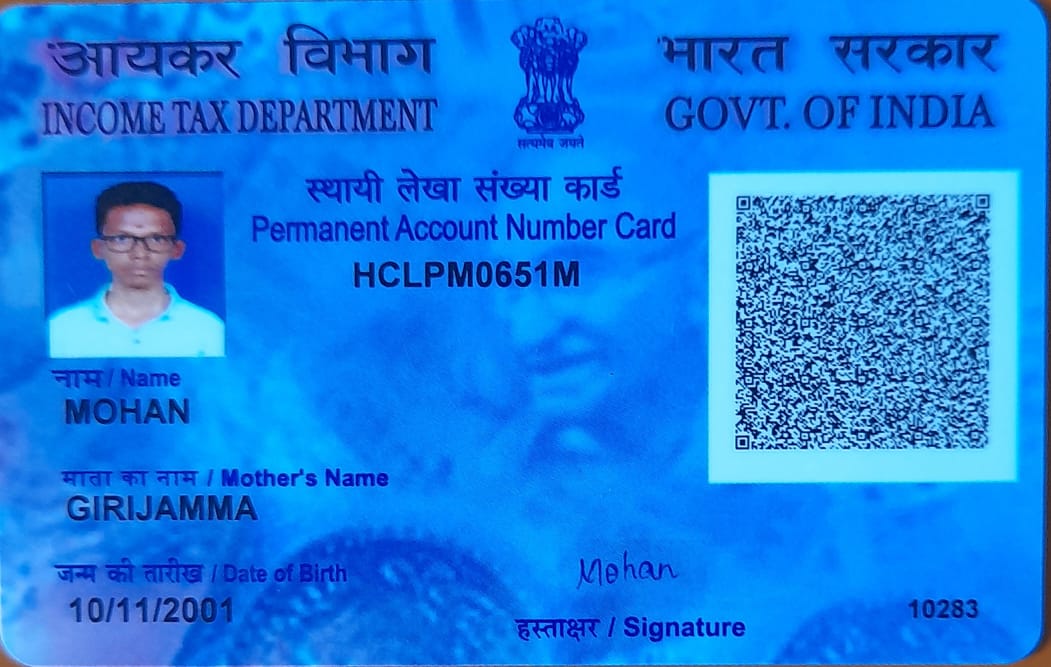 आयकर विभाग
INCOME TAX DEPARTMENT
सत्यमेव जयते
भारत सरकार
GOVT. OF INDIA
स्थायी लेखा संख्या कार्ड
Permanent Account Number Card
HCLPM0651M
नाम / Name
MOHAN
माता का नाम / Mother's Name
GIRIJAMMA
जन्म की तारीख / Date of Birth
10/11/2001
Mohan
हस्ताक्षर / Signature
10283